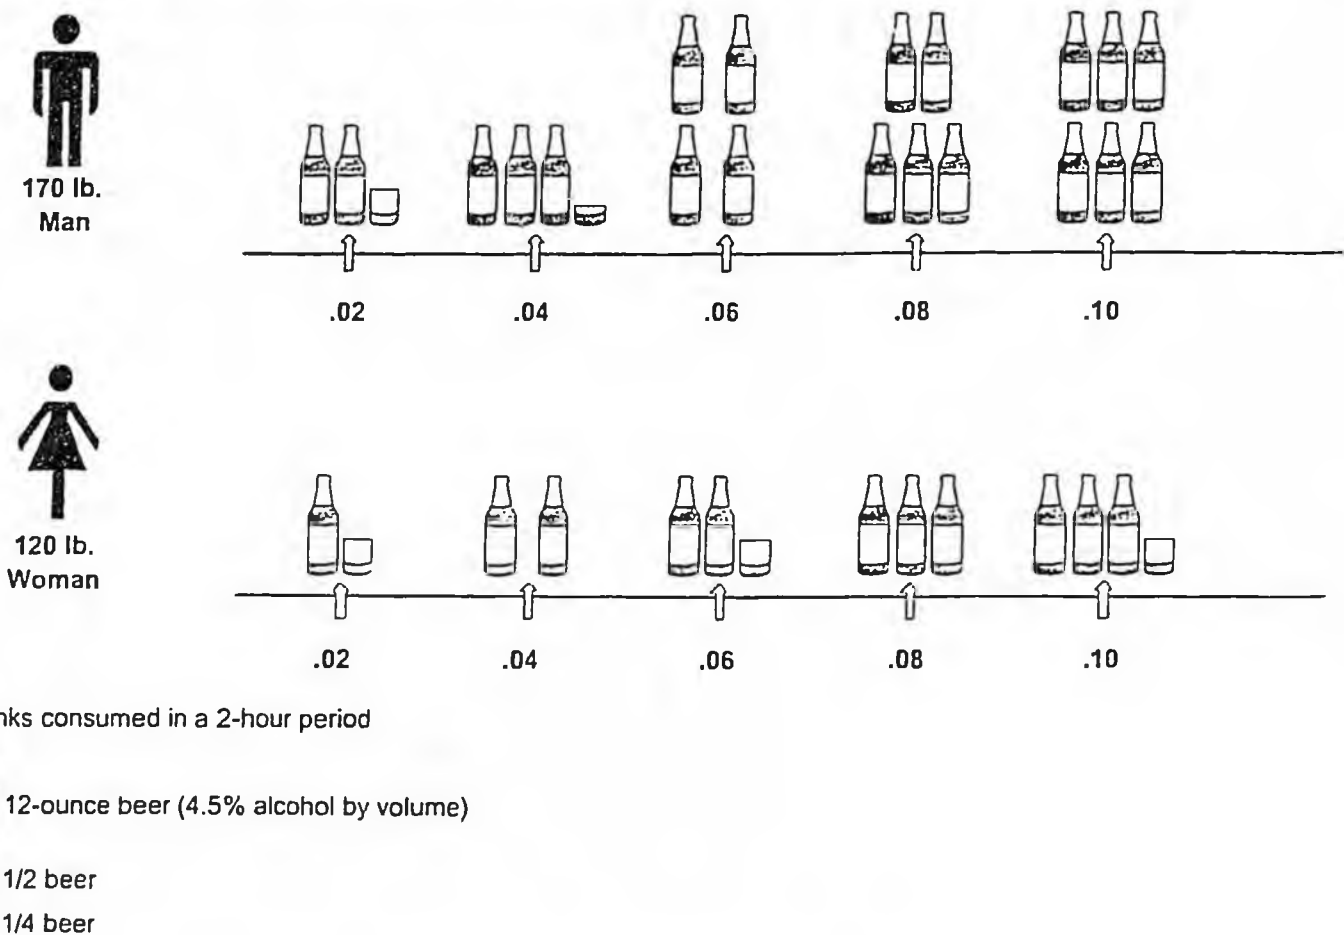 170 lb.
Man
.02 .04 .06 .08 .10
120 lb.
Woman
.02 .04 .06 .08 .10
consumed in a 2-hour period
12-ounce beer (4.5% alcohol by volume)
1/2 beer
1/4 beer